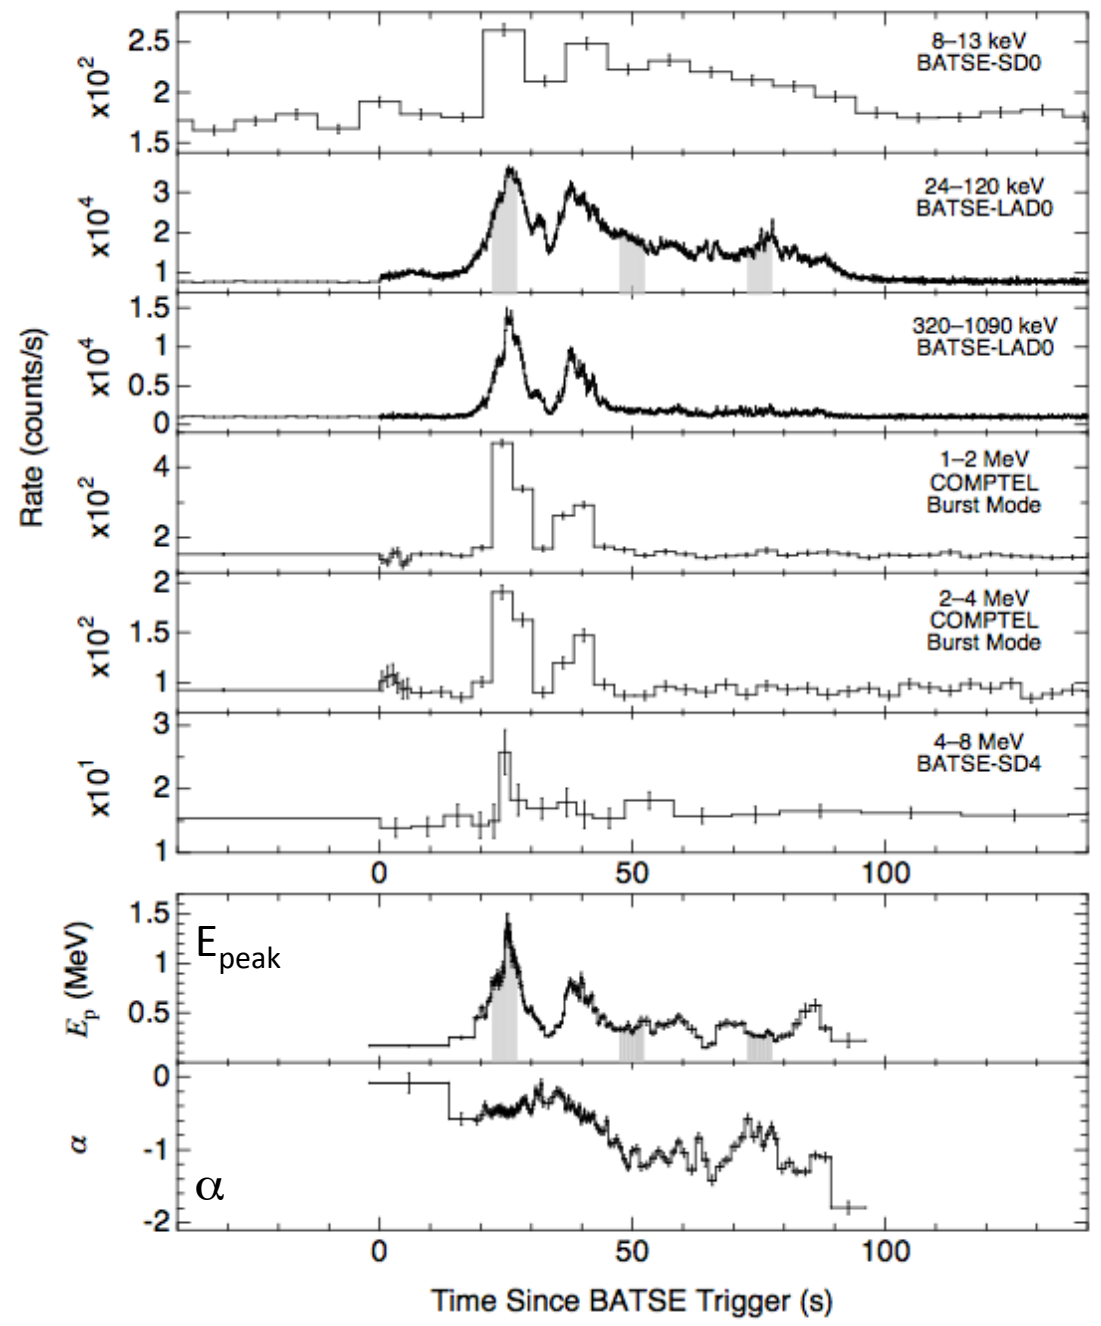 8–13 keV
BATSE-SD0
2.5
2
1.5
x10²
24–120 keV
BATSE-LAD0
3
2
1
x10⁴
320–1090 keV
BATSE-LAD0
1.5
1
0.5
0
x10⁴
Rate (counts/s)
1–2 MeV
COMPTEL
Burst Mode
4
2
x10²
2–4 MeV
COMPTEL
Burst Mode
2
1.5
1
x10²
4–8 MeV
BATSE-SD4
3
2
1
x10¹
0 50 100
1.5
1
0.5
Eₚ (MeV)
E_peak
0
-1
-2
α
α
0 50 100
Time Since BATSE Trigger (s)